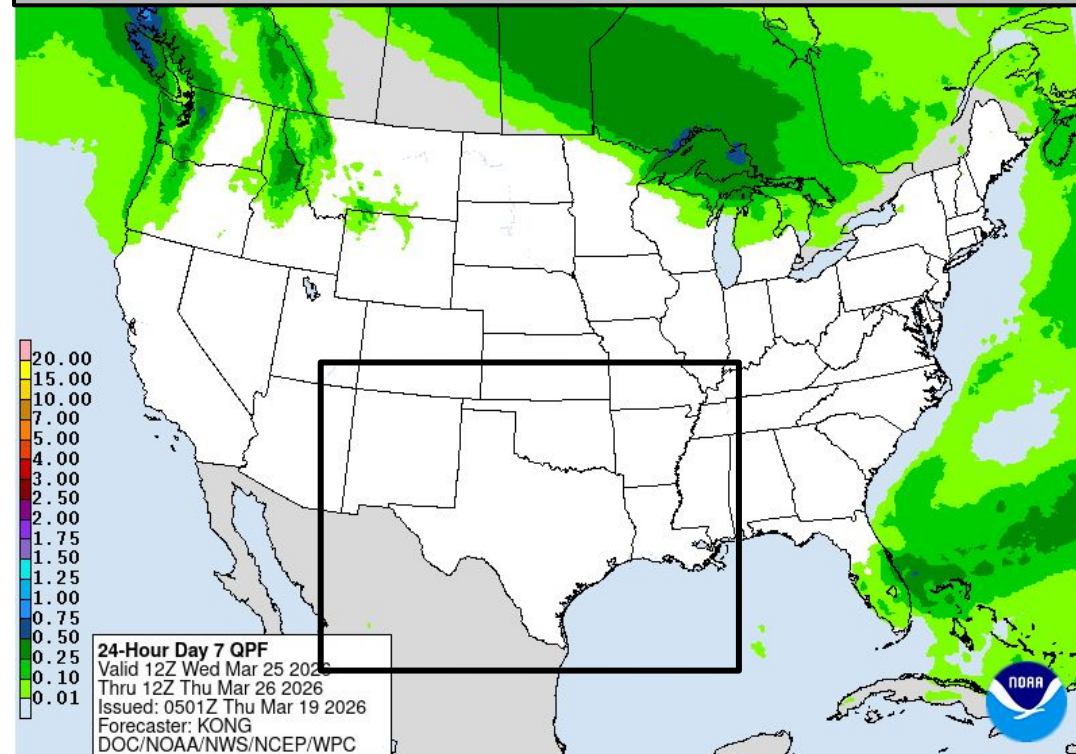 20.00
15.00
10.00
7.00
5.00
4.00
3.00
2.50
2.00
1.75
1.50
1.25
1.00
0.75
0.50
0.25
0.10
0.01
24-Hour Day 7 QPF
Valid 12Z Wed Mar 25 2026
Thru 12Z Thu Mar 26 2026
Issued: 0501Z Thu Mar 19 2026
Forecaster: KONG
DOC/NOAA/NWS/NCEP/WPC
NOAA